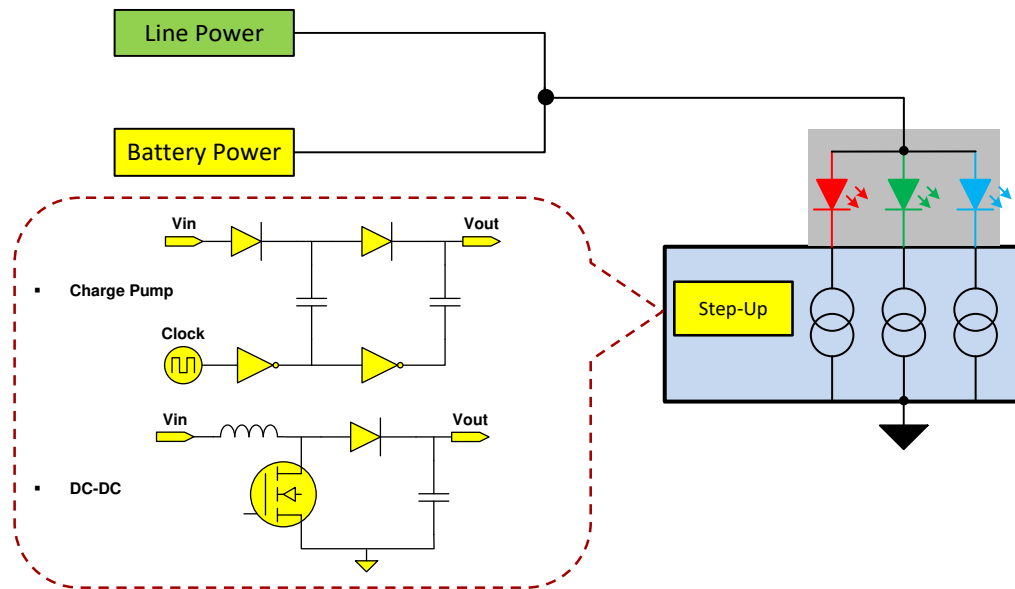 Line Power
Battery Power
Vin
Vout
▪ Charge Pump
Clock
Step-Up
Vin
Vout
▪ DC-DC